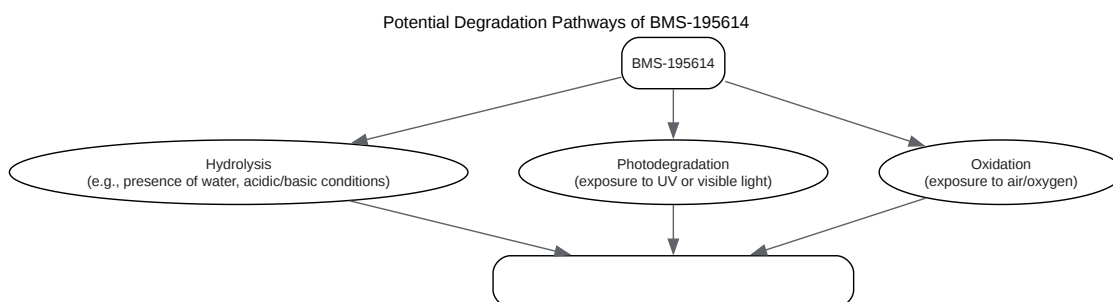 Potential Degradation Pathways of BMS-195614
BMS-195614
Hydrolysis
(e.g., presence of water, acidic/basic conditions)
Photodegradation
(exposure to UV or visible light)
Oxidation
(exposure to air/oxygen)